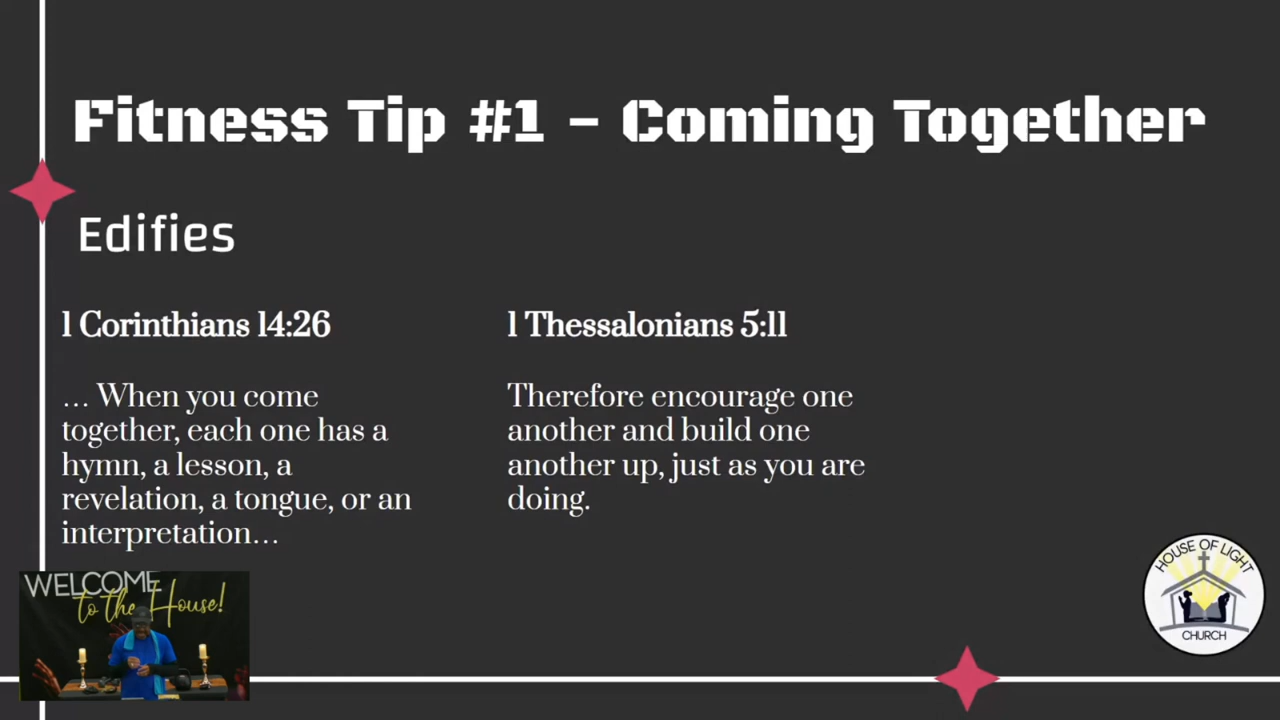 Fitness Tip #1 - Coming Together
Edifies
1 Corinthians 14:26
… When you come
together, each one has a
hymn, a lesson, a
revelation, a tongue, or an
interpretation…
1 Thessalonians 5:11
Therefore encourage one
another and build one
another up, just as you are
doing.
WELCOME
to the House!
HOUSE OF LIGHT
CHURCH